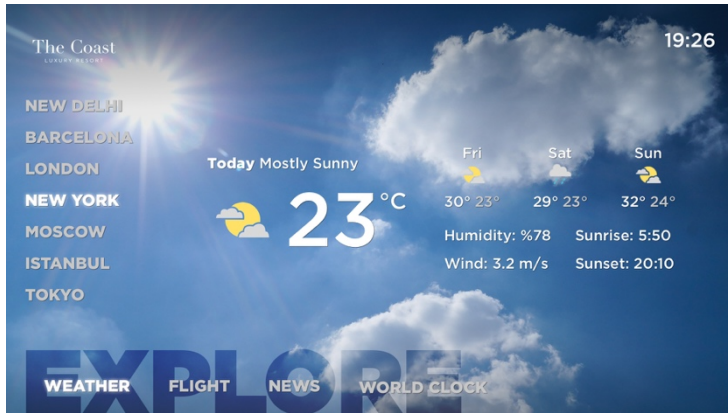 The Coast
LUXURY RESORT
19:26
NEW DELHI
BARCELONA
LONDON
NEW YORK
MOSCOW
ISTANBUL
TOKYO
Today Mostly Sunny
23°C
Fri Sat Sun
30° 23° 29° 23° 32° 24°
Humidity: %78 Sunrise: 5:50
Wind: 3.2 m/s Sunset: 20:10
EXPLORE
WEATHER FLIGHT NEWS WORLD CLOCK